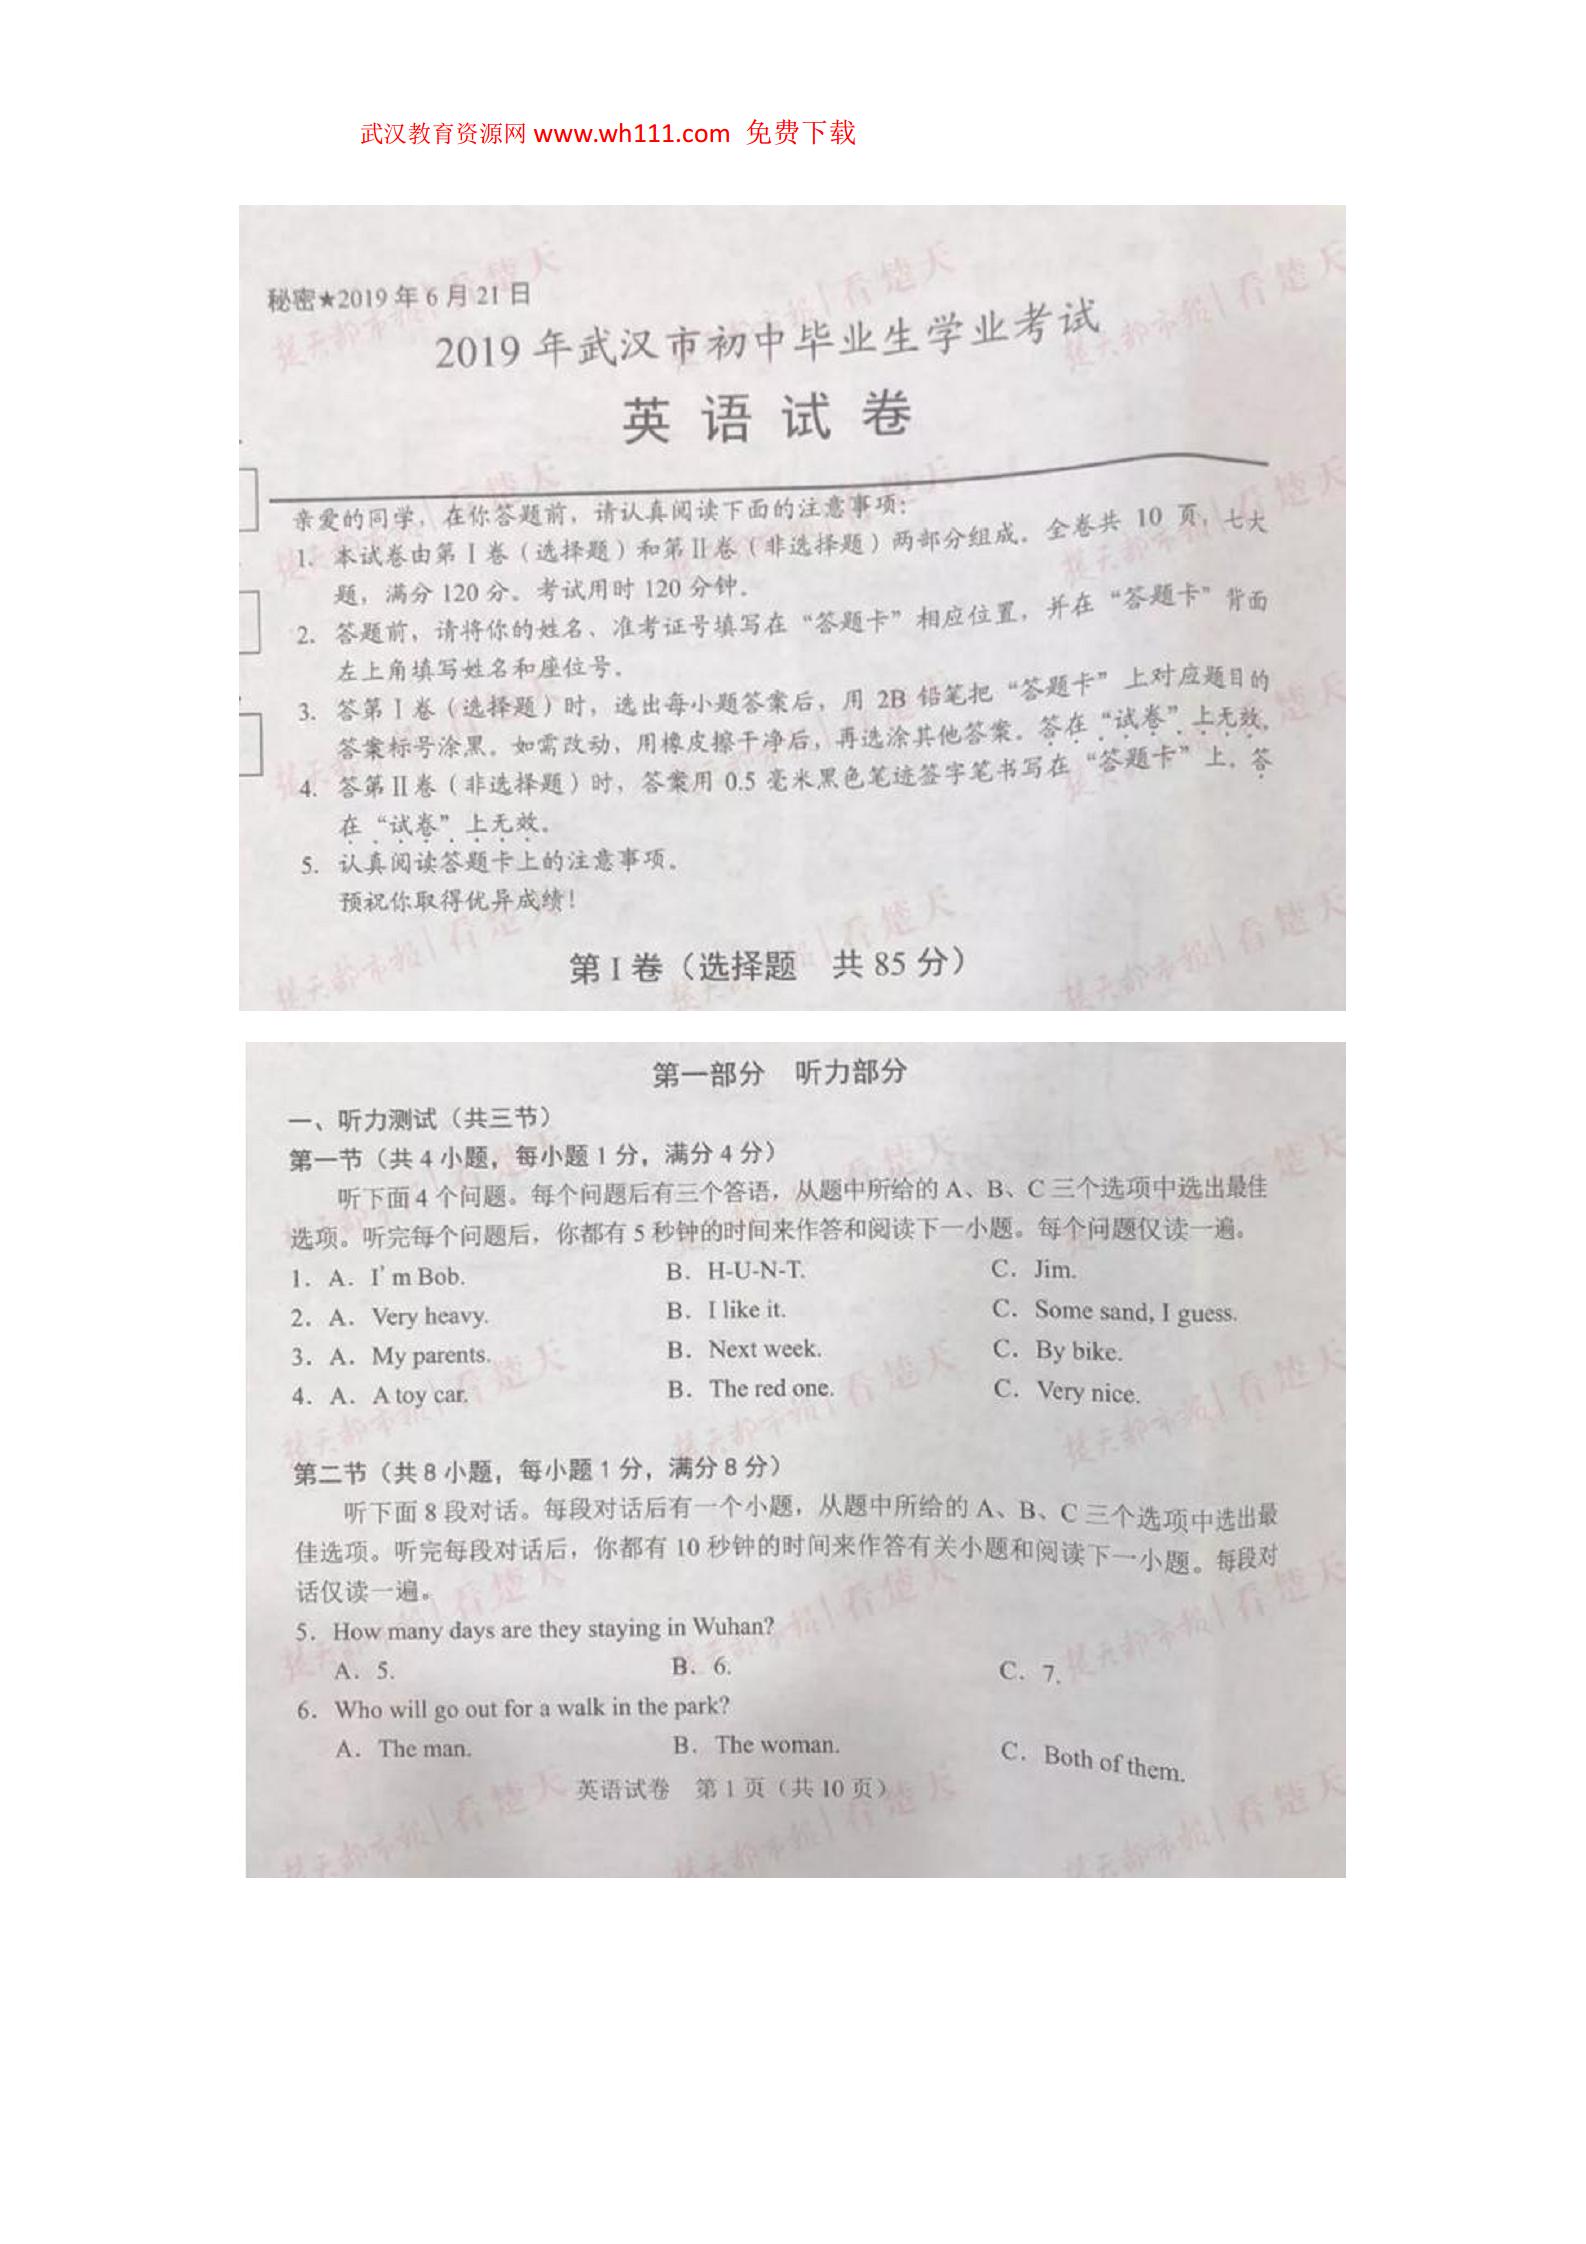 武汉教育资源网 www.wh111.com 免费下载
秘密★2019年6月21日
2019年武汉市初中毕业生学业考试
英语试卷
亲爱的同学，在你答题前，请认真阅读下面的注意事项：
1. 本试卷由第Ⅰ卷（选择题）和第Ⅱ卷（非选择题）两部分组成。全卷共 10 页，七大
题，满分120分。考试用时120分钟。
2. 答题前，请将你的姓名、准考证号填写在“答题卡”相应位置，并在“答题卡”背面
左上角填写姓名和座位号。
3. 答第Ⅰ卷（选择题）时，选出每小题答案后，用 2B 铅笔把“答题卡”上对应题目的
答案标号涂黑。如需改动，用橡皮擦干净后，再选涂其他答案。答在“试卷”上无效。
4. 答第Ⅱ卷（非选择题）时，答案用 0.5 毫米黑色笔迹签字笔书写在“答题卡”上。答
在“试卷”上无效。
5. 认真阅读答题卡上的注意事项。
预祝你取得优异成绩！
第Ⅰ卷（选择题 共85分）
第一部分 听力部分
一、听力测试（共三节）
第一节（共4小题，每小题1分，满分4分）
听下面4个问题。每个问题后有三个答语，从题中所给的A、B、C三个选项中选出最佳
选项。听完每个问题后，你都有5秒钟的时间来作答和阅读下一小题。每个问题仅读一遍。
1. A. I'm Bob. B. H-U-N-T. C. Jim.
2. A. Very heavy. B. I like it. C. Some sand, I guess.
3. A. My parents. B. Next week. C. By bike.
4. A. A toy car. B. The red one. C. Very nice.
第二节（共8小题，每小题1分，满分8分）
听下面8段对话。每段对话后有一个小题，从题中所给的A、B、C三个选项中选出最
佳选项。听完每段对话后，你都有10秒钟的时间来作答有关小题和阅读下一小题。每段对
话仅读一遍。
5. How many days are they staying in Wuhan?
A. 5. B. 6. C. 7.
6. Who will go out for a walk in the park?
A. The man. B. The woman. C. Both of them.
英语试卷 第1页（共10页）
楚天都市报|看楚天